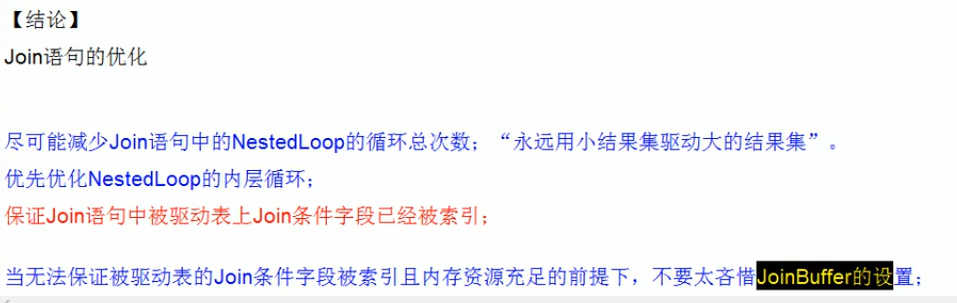 【结论】
Join语句的优化
尽可能减少Join语句中的NestedLoop的循环总次数；“永远用小结果集驱动大的结果集”。
优先优化NestedLoop的内层循环；
保证Join语句中被驱动表上Join条件字段已经被索引；
当无法保证被驱动表的Join条件字段被索引且内存资源充足的前提下，不要太吝惜JoinBuffer的设置；